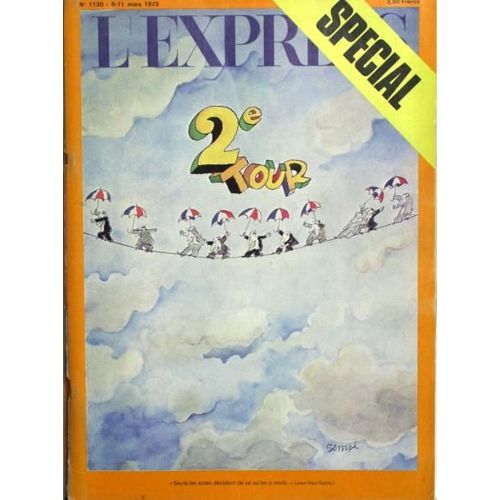 N° 1130 - 5-11 mars 1973
3,50 Francs
L'EXPRESS
SPECIAL
2e
TOUR
Sempé
« Seuls les actes décident de ce qu'on a voulu. » (Jean-Paul Sartre.)